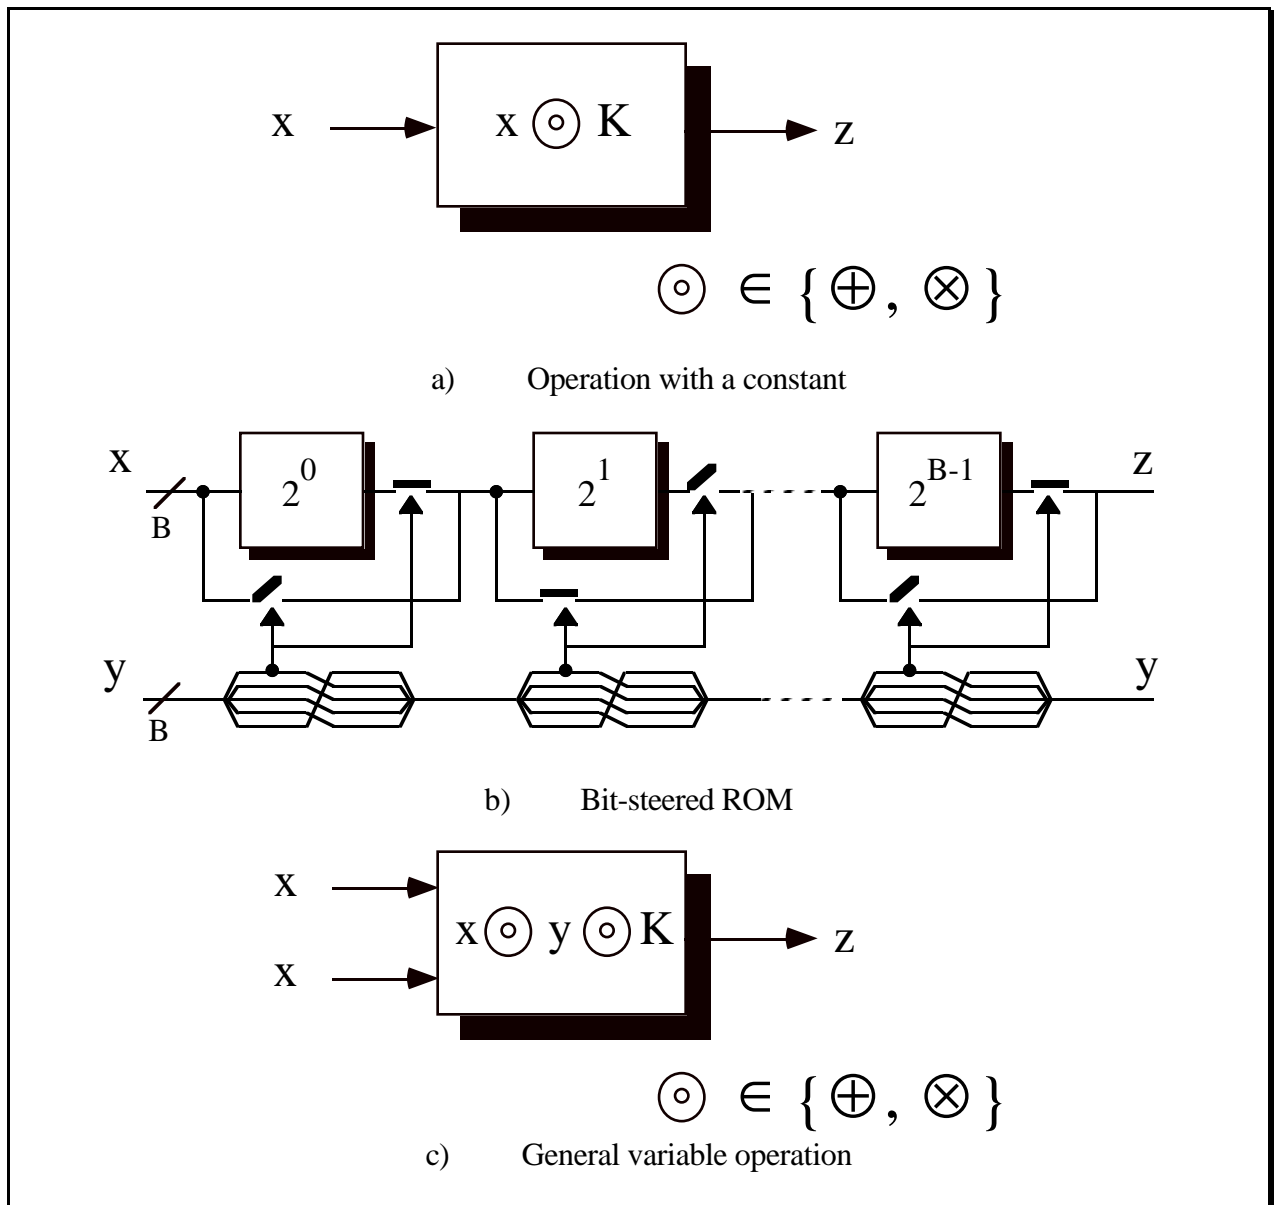 x x ⊙ K z
⊙ ∈ { ⊕ , ⊗ }
a) Operation with a constant
x B 2^0 2^1 2^{B-1} z
y B y
b) Bit-steered ROM
x
x ⊙ y ⊙ K z
x
⊙ ∈ { ⊕ , ⊗ }
c) General variable operation